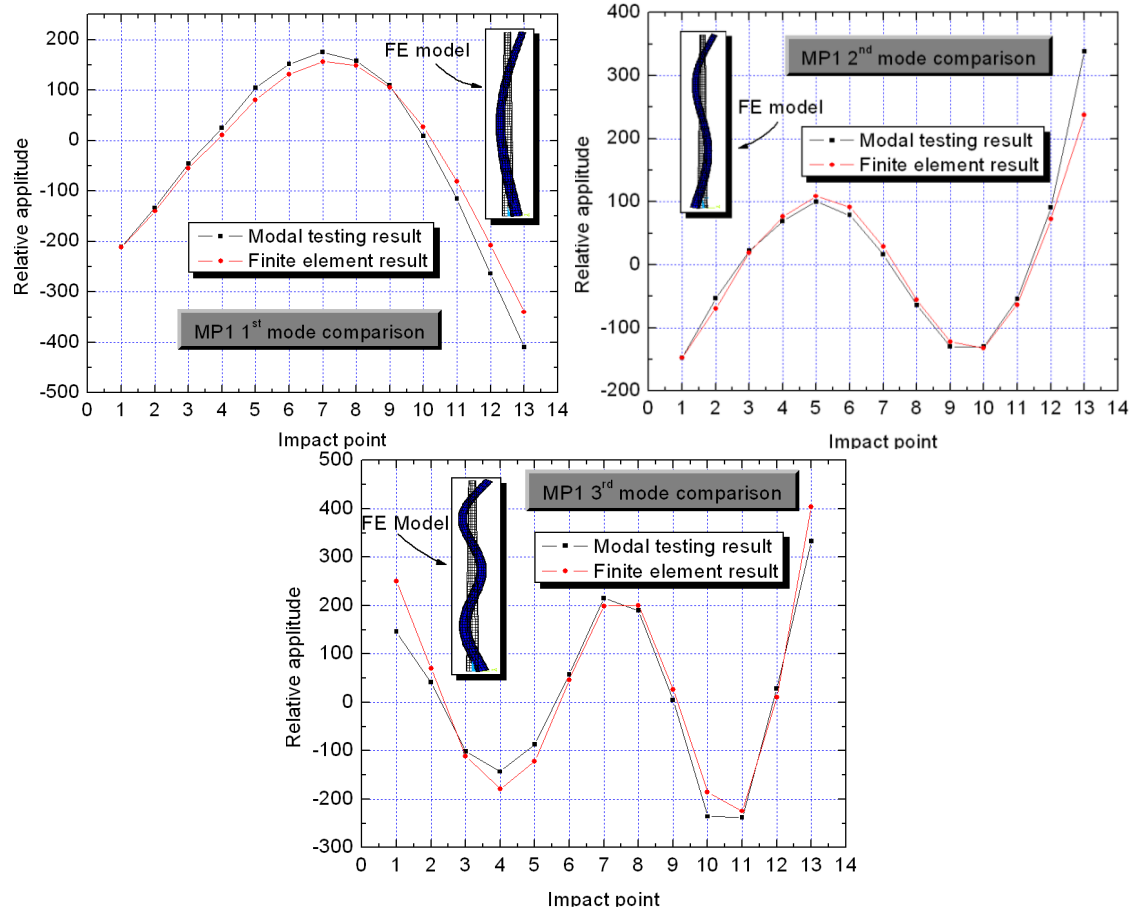 200
150
100
50
0
-100
-200
-300
-400
-500
0 1 2 3 4 5 6 7 8 9 10 11 12 13 14
Relative applitude
Impact point
FE model
Modal testing result
Finite element result
MP1 1st mode comparison
400
300
200
100
0
-100
-200
0 1 2 3 4 5 6 7 8 9 10 11 12 13 14
Relative applitude
Impact point
MP1 2nd mode comparison
FE model
Modal testing result
Finite element result
500
400
300
200
100
0
-100
-200
-300
0 1 2 3 4 5 6 7 8 9 10 11 12 13 14
Relative applitude
Impact point
MP1 3rd mode comparison
FE Model
Modal testing result
Finite element result